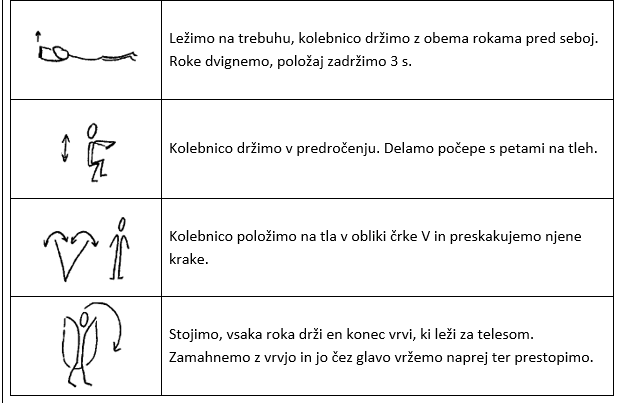 Ležimo na trebuhu, kolebnico držimo z obema rokama pred seboj.
Roke dvignemo, položaj zadržimo 3 s.
Kolebnico držimo v predročenju. Delamo počepe s petami na tleh.
Kolebnico položimo na tla v obliki črke V in preskakujemo njene
krake.
Stojimo, vsaka roka drži en konec vrvi, ki leži za telesom.
Zamahnemo z vrvjo in jo čez glavo vržemo naprej ter prestopimo.